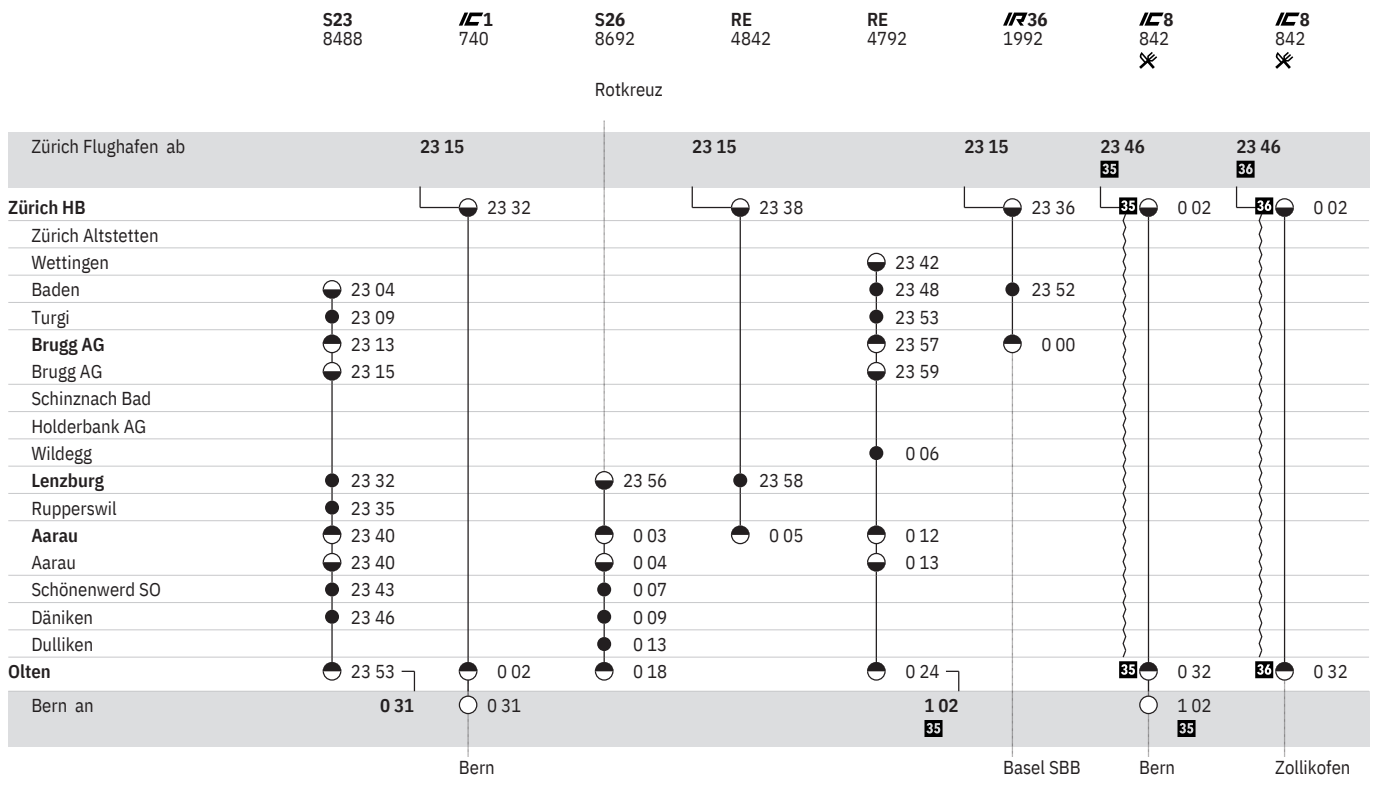 S23 IC1 S26 RE RE IR36 IC8 IC8
8488 740 8692 4842 4792 1992 842 842
Rotkreuz
Zürich Flughafen ab 23 15 23 15 23 15 23 46 23 46
35 36
Zürich HB 23 32 23 38 23 36 35 0 02 36 0 02
Zürich Altstetten
Wettingen 23 42
Baden 23 04 23 48 23 52
Turgi 23 09 23 53
Brugg AG 23 13 23 57 0 00
Brugg AG 23 15 23 59
Schinznach Bad
Holderbank AG
Wildegg 0 06
Lenzburg 23 32 23 56 23 58
Rupperswil 23 35
Aarau 23 40 0 03 0 05 0 12
Aarau 23 40 0 04 0 13
Schönenwerd SO 23 43 0 07
Däniken 23 46 0 09
Dulliken 0 13
Olten 23 53 0 02 0 18 0 24 35 0 32 36 0 32
Bern an 0 31 0 31 1 02 1 02
35 35
Bern Basel SBB Bern Zollikofen